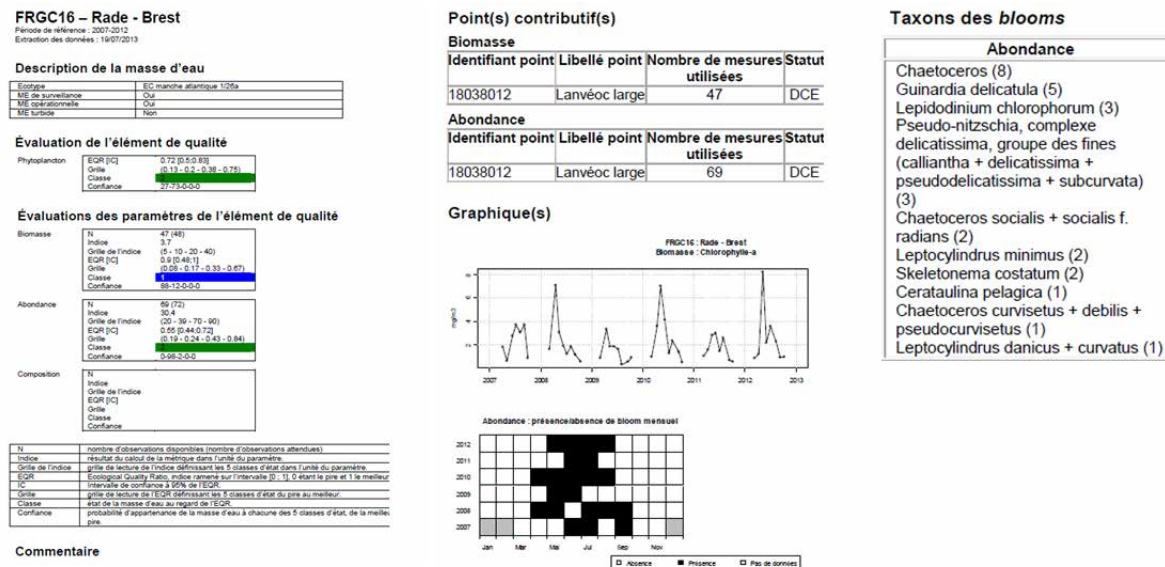 FRGC16 – Rade - Brest
Période de référence : 2007-2012
Extraction des données : 19/07/2013
Description de la masse d'eau
Ecotype EC manche atlantique 1/26a
ME de surveillance Oui
ME opérationnelle Oui
ME turbide Non
Évaluation de l'élément de qualité
Phytoplancton EQR [IC] 0.72 [0.5;0.83]
Grille (0.13 - 0.2 - 0.38 - 0.75)
Classe 2
Confiance 27-73-0-0-0
Évaluations des paramètres de l'élément de qualité
Biomasse N 47 (48)
Indice 3.7
Grille de l'indice (5 - 10 - 20 - 40)
EQR [IC] 0.9 [0.48;1]
Grille (0.08 - 0.17 - 0.33 - 0.67)
Classe 1
Confiance 88-12-0-0-0
Abondance N 69 (72)
Indice 30.4
Grille de l'indice (20 - 39 - 70 - 90)
EQR [IC] 0.55 [0.44;0.72]
Grille (0.19 - 0.24 - 0.43 - 0.84)
Classe 2
Confiance 0-98-2-0-0
Composition N
Indice
Grille de l'indice
EQR [IC]
Grille
Classe
Confiance
N nombre d'observations disponibles (nombre d'observations attendues)
Indice résultat du calcul de la métrique dans l'unité du paramètre.
Grille de l'indice grille de lecture de l'indice définissant les 5 classes d'état dans l'unité du paramètre.
EQR Ecological Quality Ratio, indice ramené sur l'intervalle [0 ; 1], 0 étant le pire et 1 le meilleur
IC Intervalle de confiance à 95% de l'EQR.
Grille grille de lecture de l'EQR définissant les 5 classes d'état du pire au meilleur.
Classe état de la masse d'eau au regard de l'EQR.
Confiance probabilité d'appartenance de la masse d'eau à chacune des 5 classes d'état, de la meilleu
pire.
Commentaire
Point(s) contributif(s)
Biomasse
Identifiant point Libellé point Nombre de mesures Statut
utilisées
18038012 Lanvéoc large 47 DCE
Abondance
Identifiant point Libellé point Nombre de mesures Statut
utilisées
18038012 Lanvéoc large 69 DCE
Graphique(s)
FRGC16 : Rade - Brest
Biomasse : Chlorophylle-a
mg/m3
8
6
4
2
2007 2008 2009 2010 2011 2012 2013
Abondance : présence/absence de bloom mensuel
2012
2011
2010
2009
2008
2007
Jan Mar Mai Jul Sep Nov
Absence Présence Pas de données
Taxons des blooms
Abondance
Chaetoceros (8)
Guinardia delicatula (5)
Lepidodinium chlorophorum (3)
Pseudo-nitzschia, complexe
delicatissima, groupe des fines
(calliantha + delicatissima +
pseudodelicatissima + subcurvata)
(3)
Chaetoceros socialis + socialis f.
radians (2)
Leptocylindrus minimus (2)
Skeletonema costatum (2)
Cerataulina pelagica (1)
Chaetoceros curvisetus + debilis +
pseudocurvisetus (1)
Leptocylindrus danicus + curvatus (1)